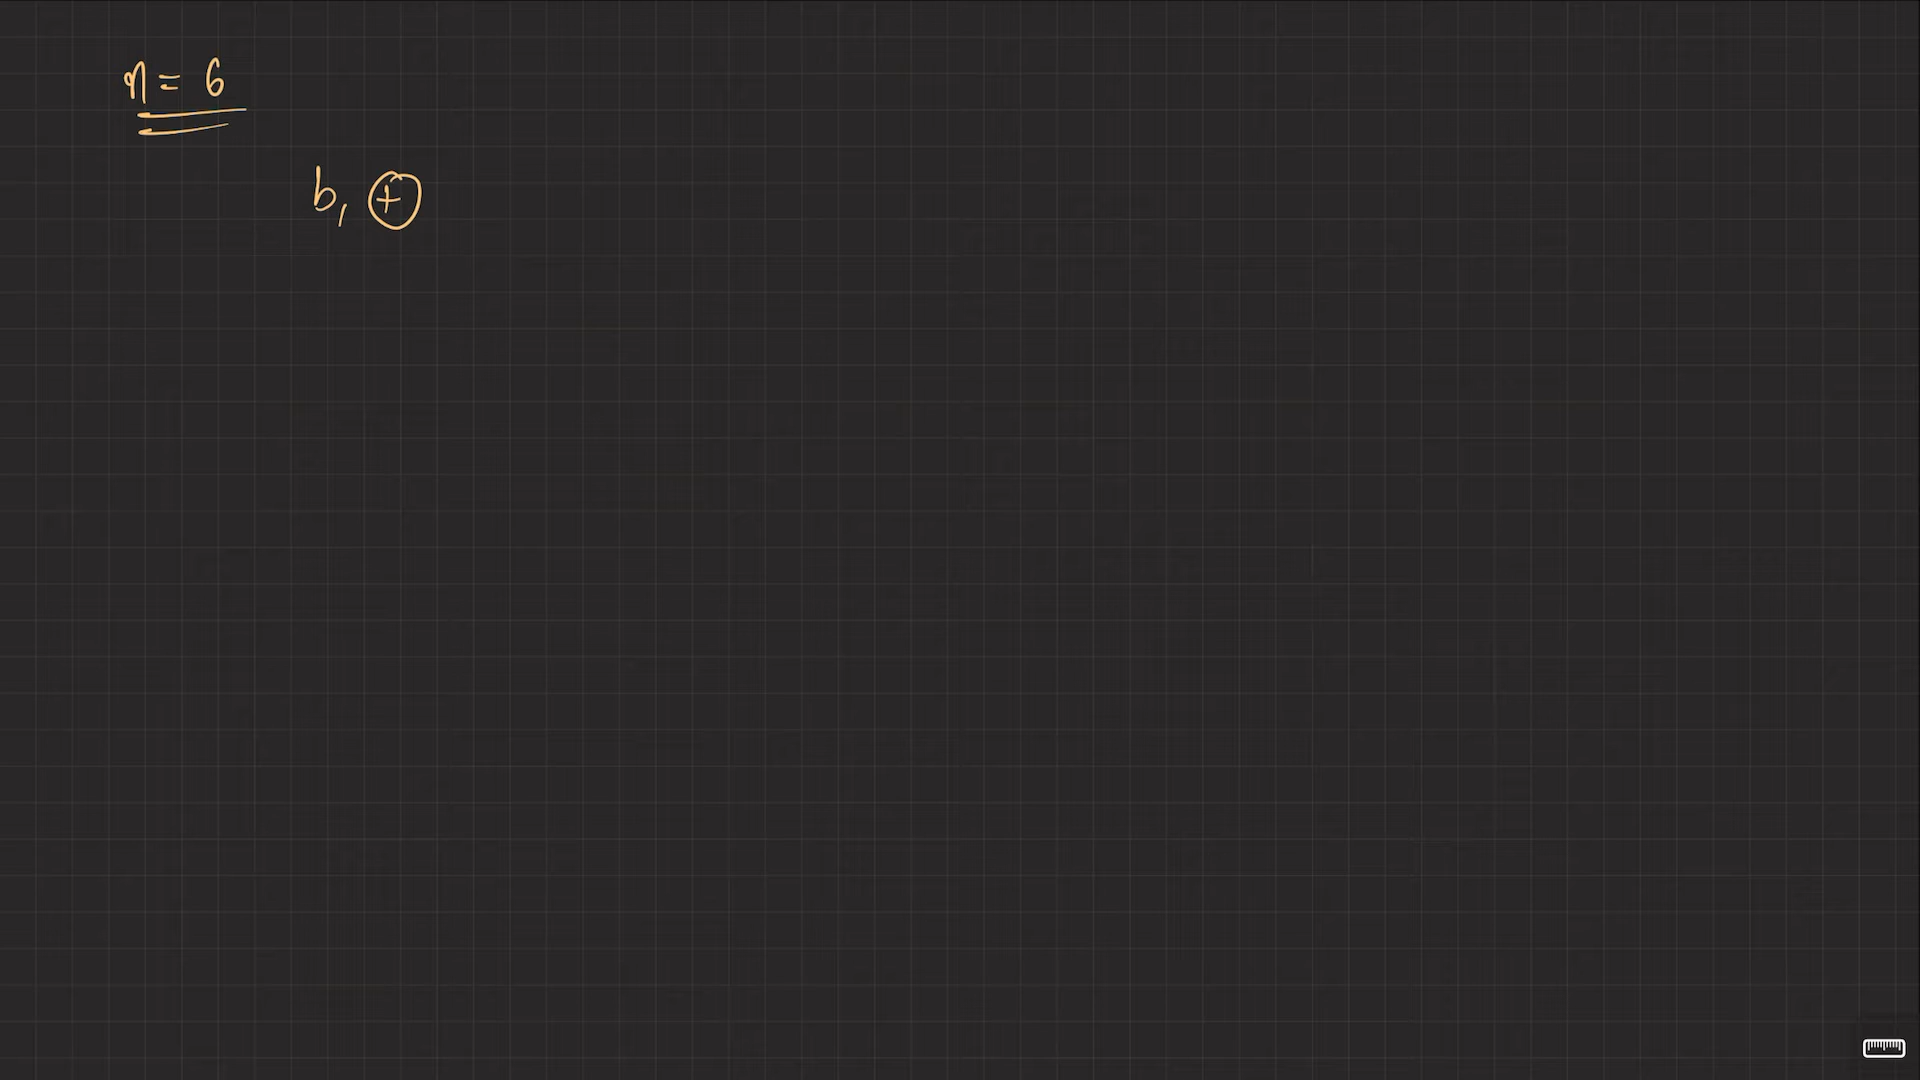 n = 6
b, ⊕